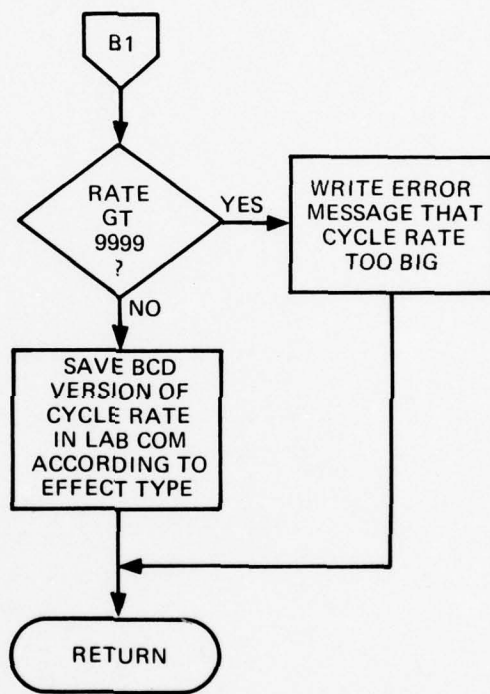 B1
RATE
GT
9999
?
YES
WRITE ERROR
MESSAGE THAT
CYCLE RATE
TOO BIG
NO
SAVE BCD
VERSION OF
CYCLE RATE
IN LAB COM
ACCORDING TO
EFFECT TYPE
RETURN